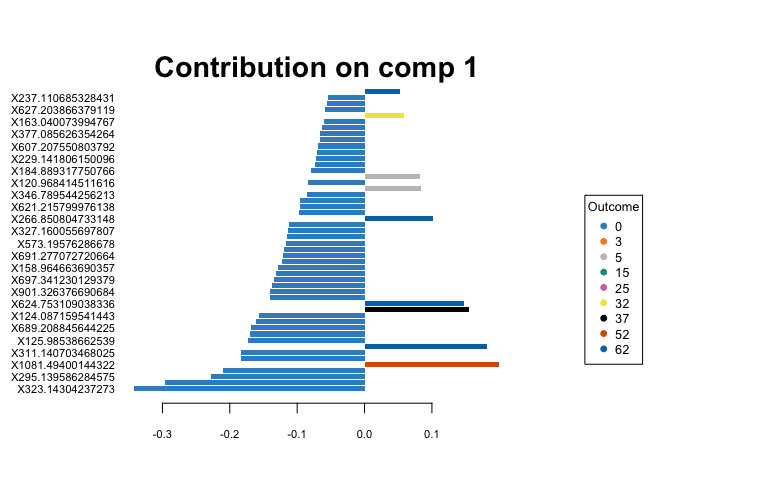 Contribution on comp 1
X237.110685328431
X627.203866379119
X163.040073994767
X377.085626354264
X607.207550803792
X229.141806150096
X184.889317750766
X120.968414511616
X346.789544256213
X621.215799976138
X266.850804733148
X327.160055697807
X573.19576286678
X691.277072720664
X158.964663690357
X697.341230129379
X901.326376690684
X624.753109038336
X124.087159541443
X689.208845644225
X125.98538662539
X311.140703468025
X1081.49400144322
X295.139586284575
X323.14304237273
-0.3 -0.2 -0.1 0.0 0.1
Outcome
0
3
5
15
25
32
37
52
62